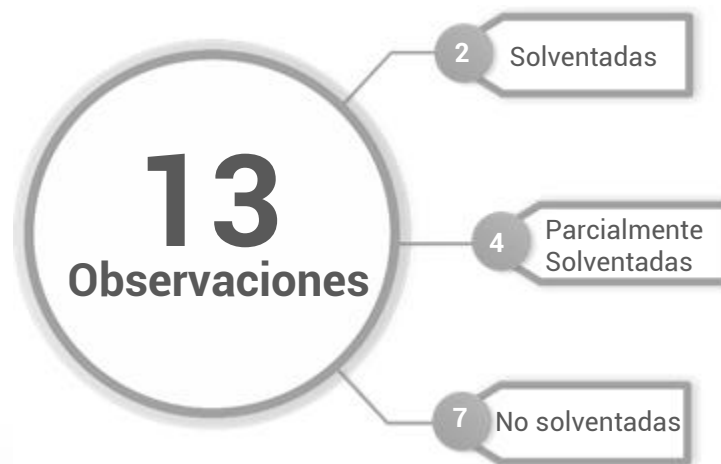 13
Observaciones
2
Solventadas
4
Parcialmente
Solventadas
7
No solventadas